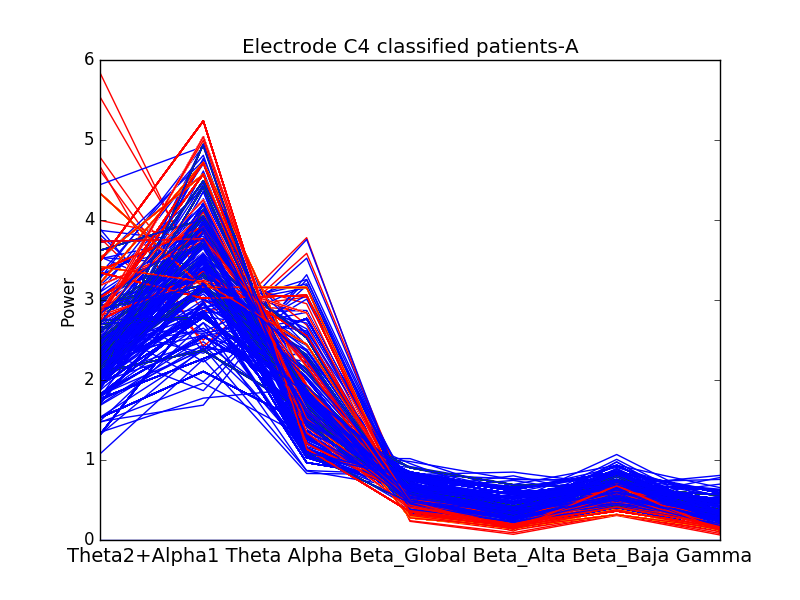 Electrode C4 classified patients-A
6
5
4
3
2
1
0
Power
Theta2+Alpha1 Theta Alpha Beta_Global Beta_Alta Beta_Baja Gamma